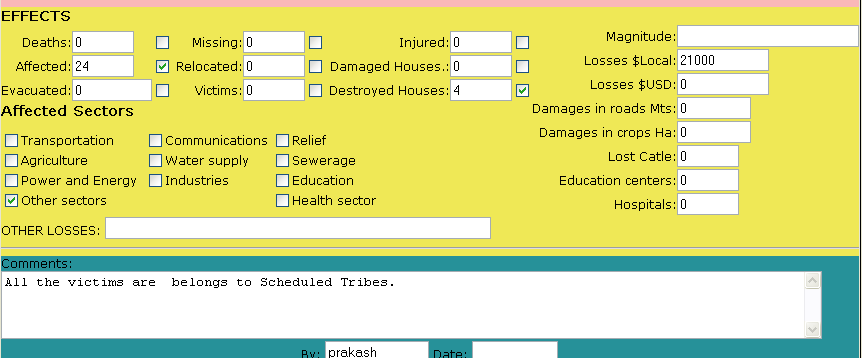 EFFECTS
Deaths: 0 Missing: 0 Injured: 0 Magnitude:
Affected: 24 Relocated: 0 Damaged Houses.: 0 Losses $Local: 21000
Evacuated: 0 Victims: 0 Destroyed Houses: 4 Losses $USD: 0
Affected Sectors Damages in roads Mts: 0
Transportation Communications Relief Damages in crops Ha: 0
Agriculture Water supply Sewerage Lost Catle: 0
Power and Energy Industries Education Education centers: 0
Other sectors Health sector Hospitals: 0
OTHER LOSSES:
Comments:
All the victims are  belongs to Scheduled Tribes.
By: prakash Date: